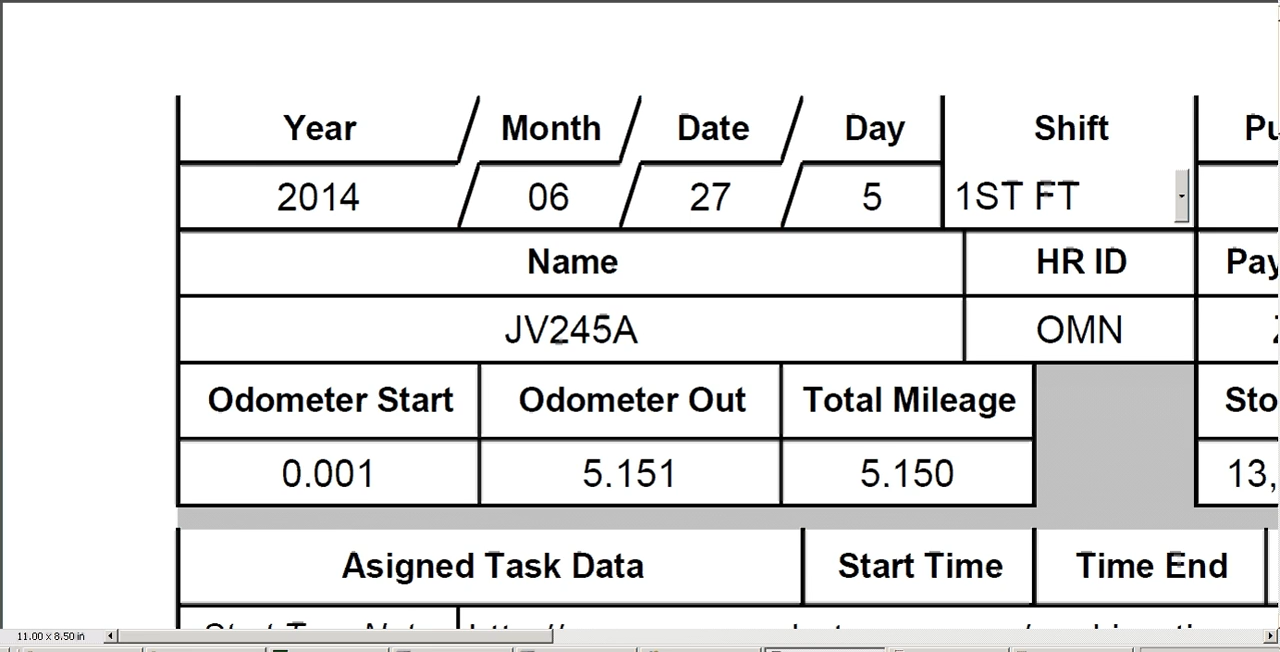 Year Month Date Day Shift
2014 06 27 5 1ST FT
Name HR ID
JV245A OMN
Odometer Start Odometer Out Total Mileage
0.001 5.151 5.150 13,
Asigned Task Data Start Time Time End
11.00 x 8.50 in